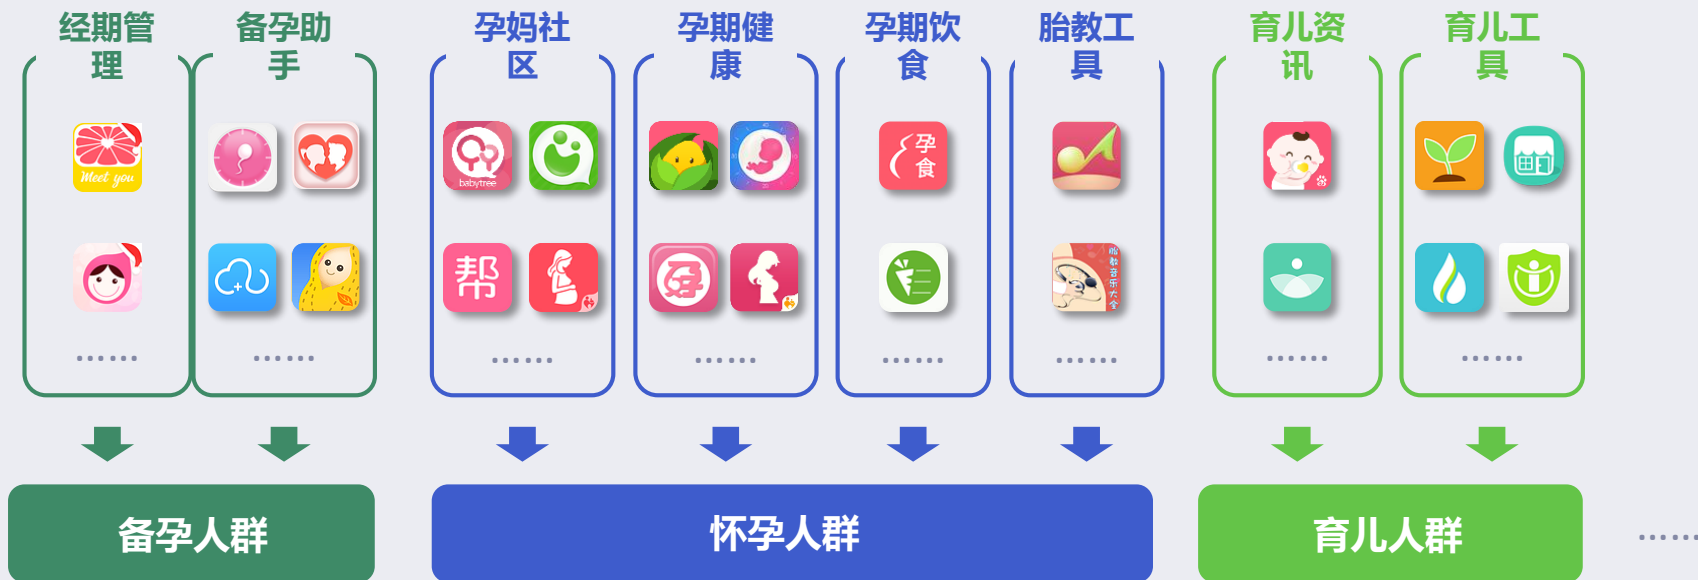 经期管
理
备孕助
手
孕妈社
区
孕期健
康
孕期饮
食
胎教工
具
育儿资
讯
育儿工
具
Meet you
babytree
孕
食
帮
孕
胎教音乐大全
......
......
......
......
......
......
......
......
备孕人群
怀孕人群
育儿人群
......